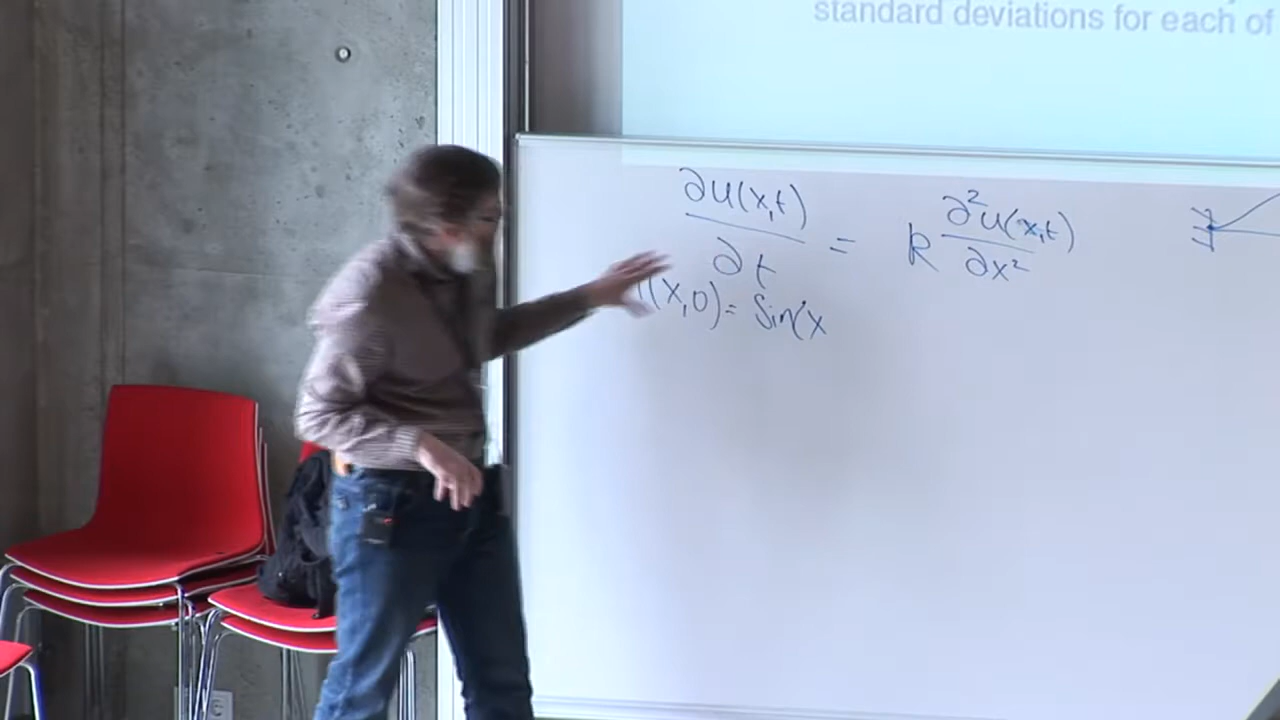 standard deviations for each of
∂u(x,t)/∂t = k ∂²u(x,t)/∂x²
(x,0) = Sin(x